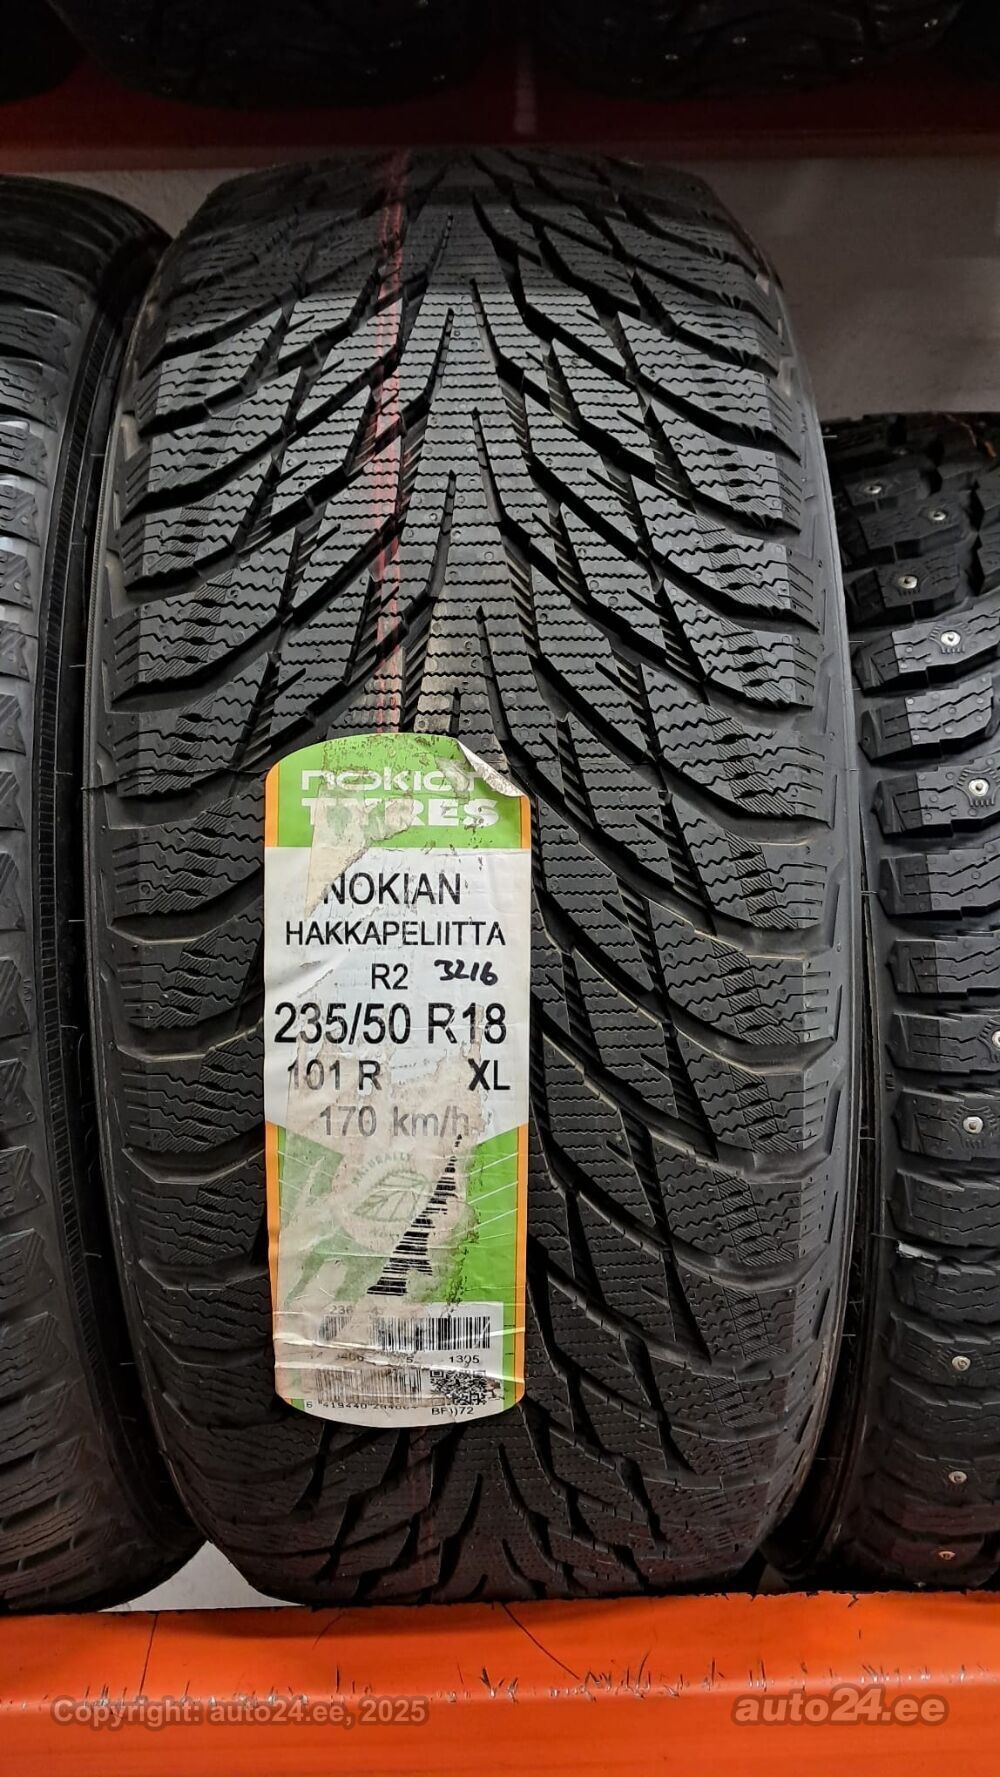 NOKIAN
TYRES
NOKIAN
HAKKAPELIITTA
R2 3216
235/50 R18
101 R XL
170 km/h
1305
Copyright: auto24.ee, 2025
auto24.ee